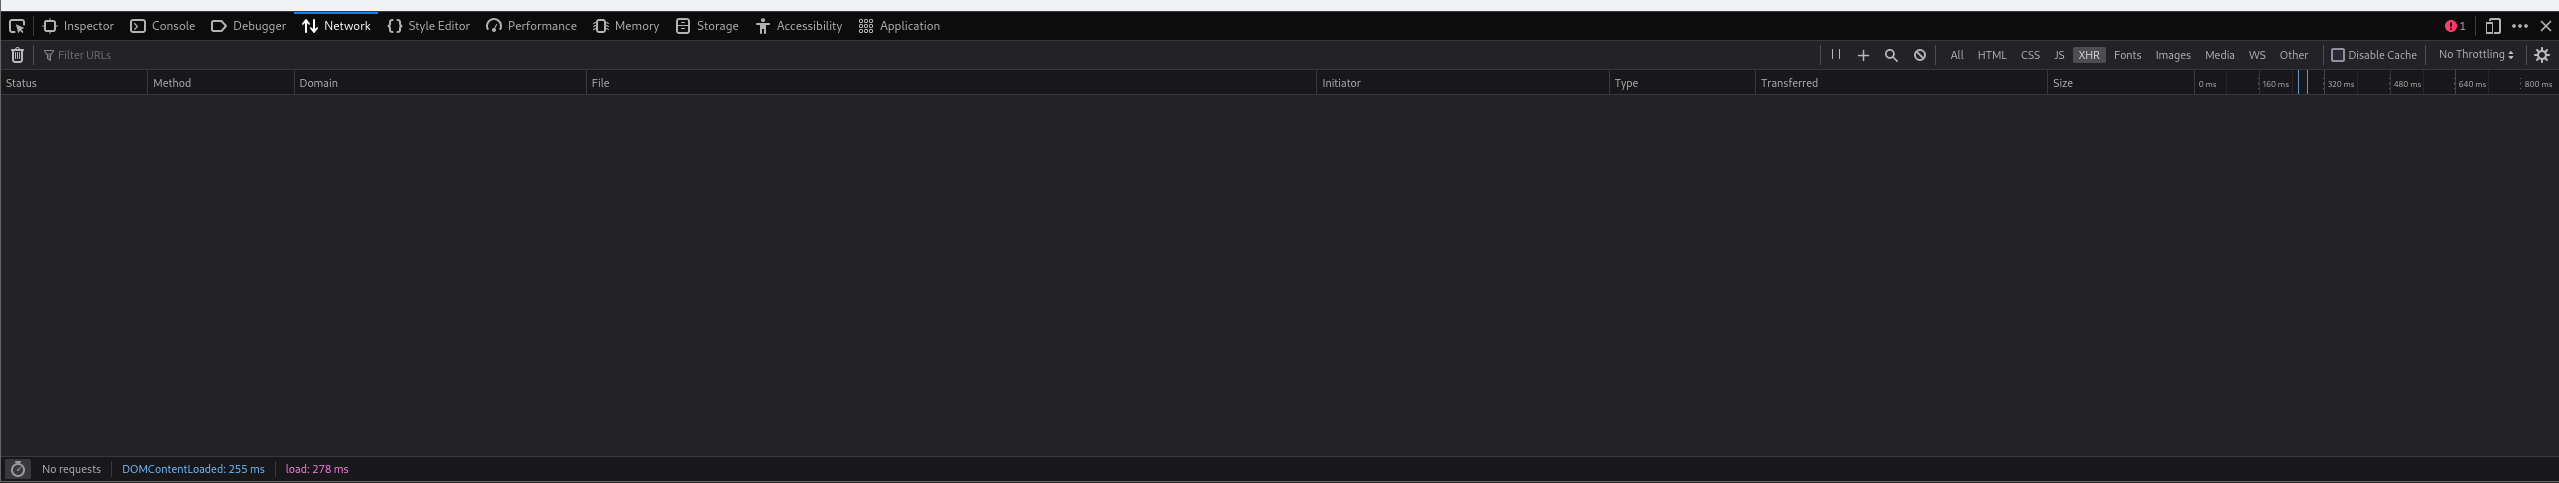 Inspector Console Debugger Network Style Editor Performance Memory Storage Accessibility Application 1
Filter URLs All HTML CSS JS XHR Fonts Images Media WS Other Disable Cache No Throttling
Status Method Domain File Initiator Type Transferred Size 0 ms 160 ms 320 ms 480 ms 640 ms 800 ms
No requests DOMContentLoaded: 255 ms load: 278 ms